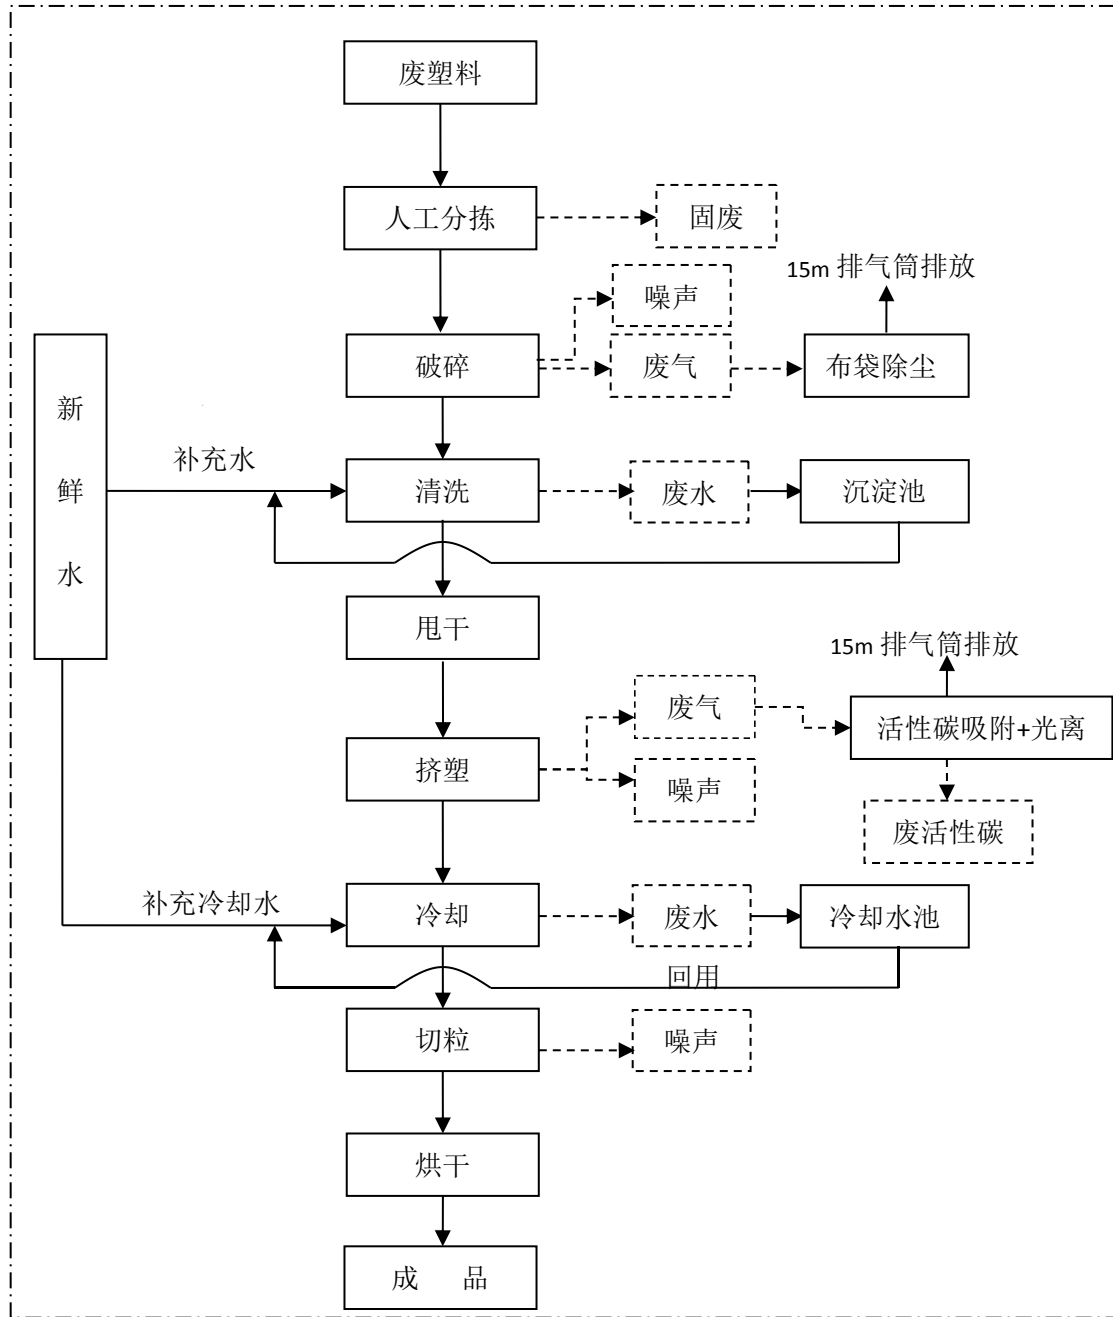 废塑料
人工分拣
固废
15m 排气筒排放
噪声
破碎
废气
布袋除尘
新鲜水
补充水
清洗
废水
沉淀池
甩干
15m 排气筒排放
废气
活性碳吸附+光离
挤塑
噪声
废活性碳
补充冷却水
冷却
废水
冷却水池
回用
切粒
噪声
烘干
成 品